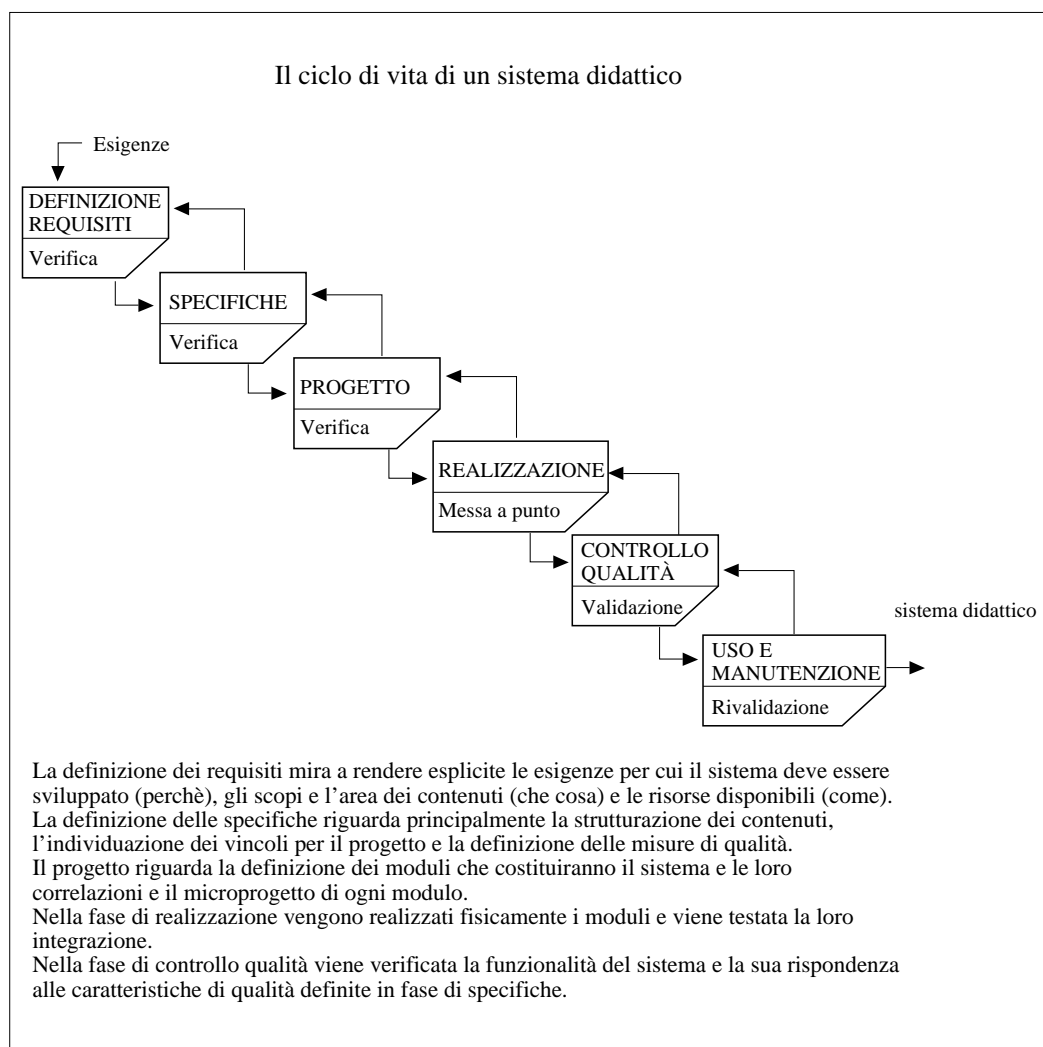 Il ciclo di vita di un sistema didattico
Esigenze
DEFINIZIONE
REQUISITI
Verifica
SPECIFICHE
Verifica
PROGETTO
Verifica
REALIZZAZIONE
Messa a punto
CONTROLLO
QUALITÀ
Validazione
sistema didattico
USO E
MANUTENZIONE
Rivalidazione
La definizione dei requisiti mira a rendere esplicite le esigenze per cui il sistema deve essere
sviluppato (perchè), gli scopi e l'area dei contenuti (che cosa) e le risorse disponibili (come).
La definizione delle specifiche riguarda principalmente la strutturazione dei contenuti,
l'individuazione dei vincoli per il progetto e la definizione delle misure di qualità.
Il progetto riguarda la definizione dei moduli che costituiranno il sistema e le loro
correlazioni e il microprogetto di ogni modulo.
Nella fase di realizzazione vengono realizzati fisicamente i moduli e viene testata la loro
integrazione.
Nella fase di controllo qualità viene verificata la funzionalità del sistema e la sua rispondenza
alle caratteristiche di qualità definite in fase di specifiche.